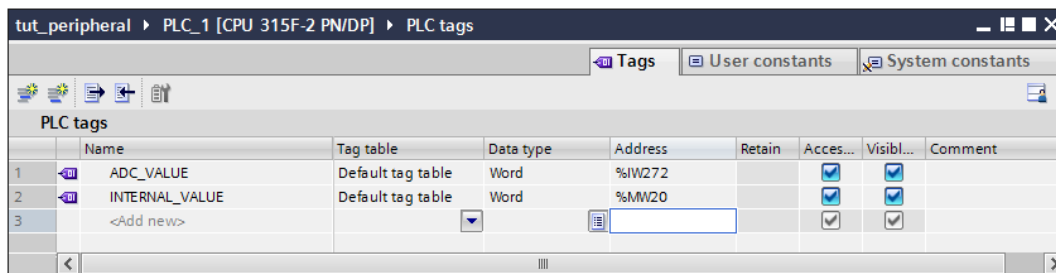 tut_peripheral ▸ PLC_1 [CPU 315F-2 PN/DP] ▸ PLC tags
Tags User constants System constants
PLC tags
Name Tag table Data type Address Retain Acces... Visibl... Comment
1 ADC_VALUE Default tag table Word %IW272
2 INTERNAL_VALUE Default tag table Word %MW20
3 <Add new>